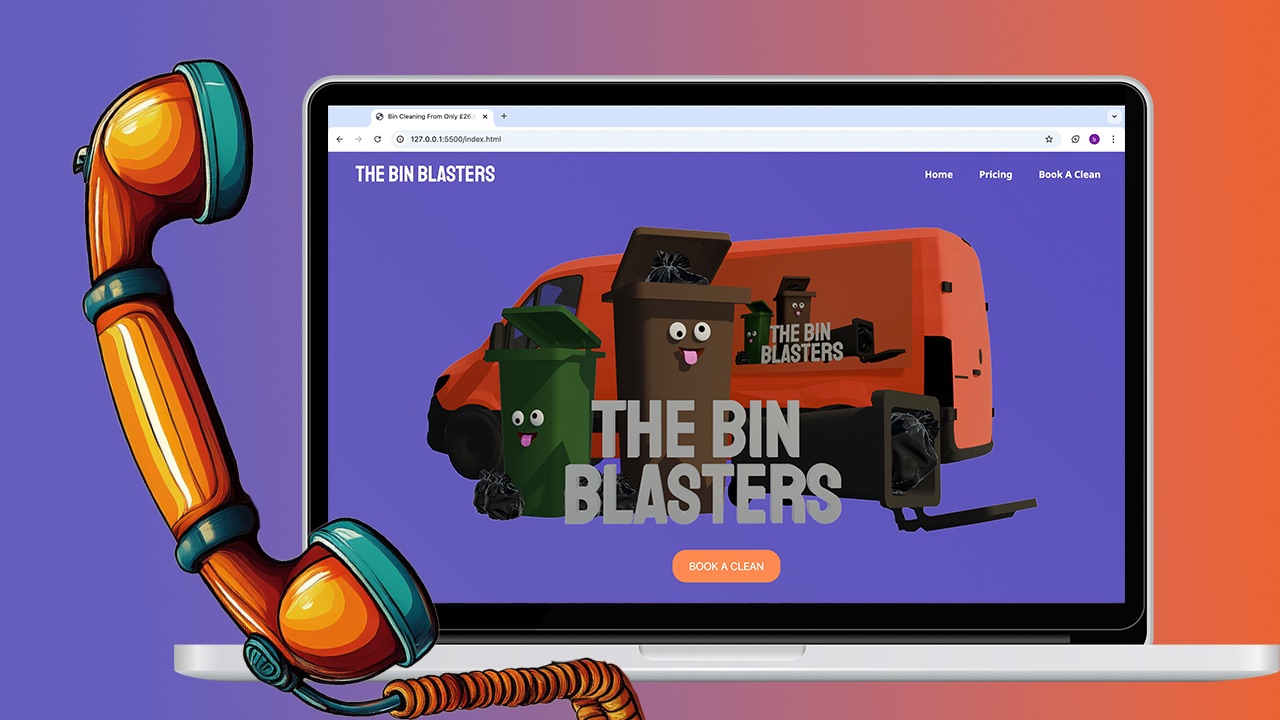 Bin Cleaning From Only £26.
127.0.0.1:5500/index.html
b
THE BIN BLASTERS
Home
Pricing
Book A Clean
THE BIN
BLASTERS
THE BIN
BLASTERS
BOOK A CLEAN